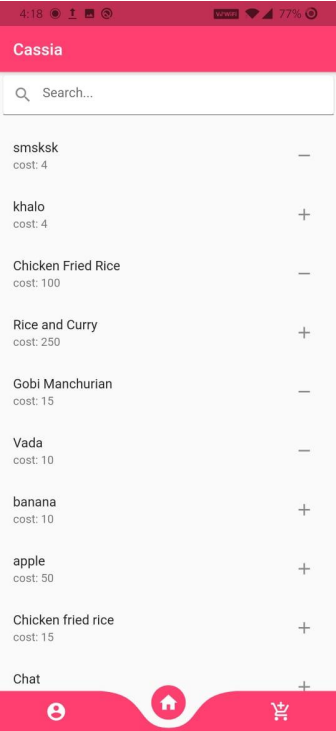 4:18
77%
Cassia
Search...
smsksk
cost: 4
khalo
cost: 4
Chicken Fried Rice
cost: 100
Rice and Curry
cost: 250
Gobi Manchurian
cost: 15
Vada
cost: 10
banana
cost: 10
apple
cost: 50
Chicken fried rice
cost: 15
Chat